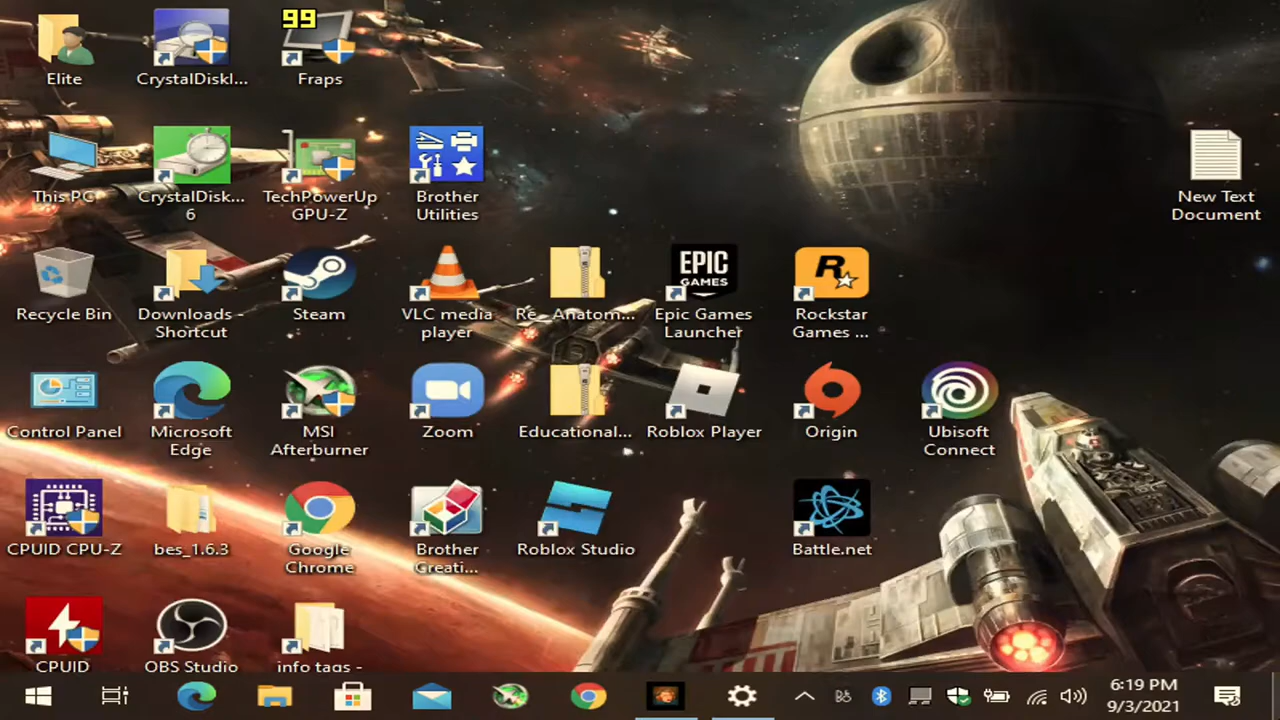 99
Elite
CrystalDiskI...
Fraps
This PC
CrystalDisk...
6
TechPowerUp
GPU-Z
Brother
Utilities
New Text
Document
Recycle Bin
Downloads -
Shortcut
Steam
VLC media
player
Re_ Anatom...
EPIC
GAMES
Epic Games
Launcher
R
Rockstar
Games ...
Control Panel
Microsoft
Edge
MSI
Afterburner
Zoom
Educational...
Roblox Player
Origin
Ubisoft
Connect
CPUID CPU-Z
bes_1.6.3
Google
Chrome
Brother
Creati...
Roblox Studio
Battle.net
CPUID
OBS Studio
info tags -
6:19 PM
9/3/2021